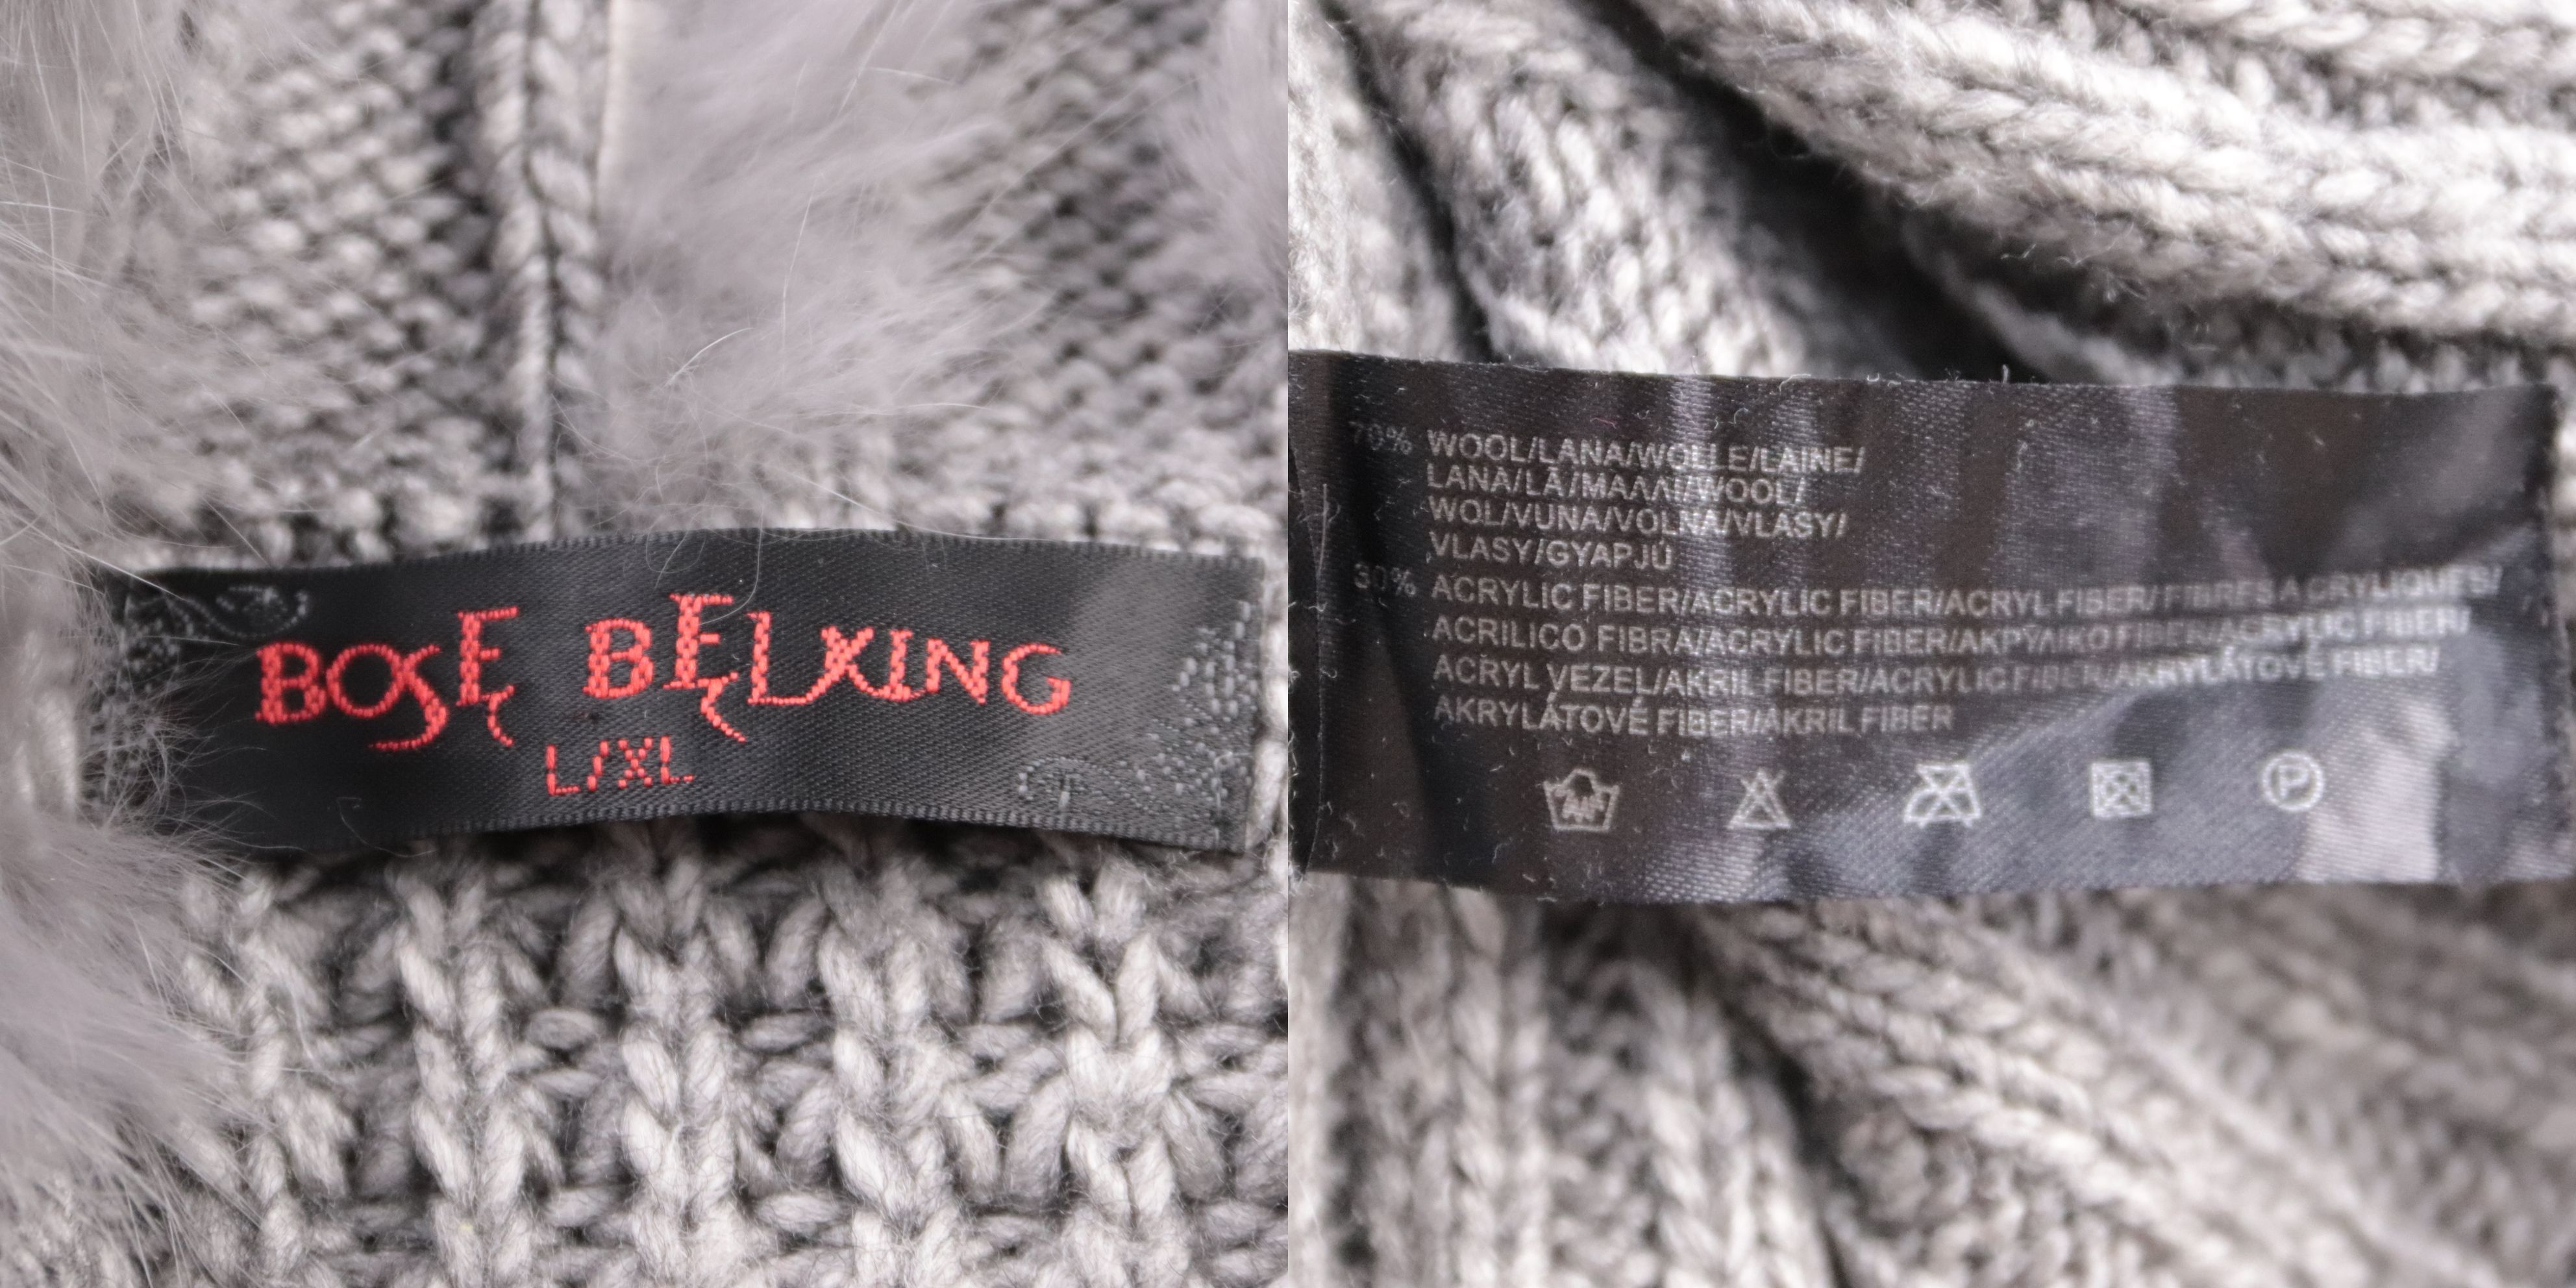 BOSE BELXING
L/XL
70% WOOL/LANA/WOLLE/LAINE/
LANA/LÃ/ΜΑΛΛΙ/WOOL/
WOL/VUNA/VOLNA/VLASY/
VLASY/GYAPJÚ
30% ACRYLIC FIBER/ACRYLIC FIBER/ACRYL FIBER/FIBRES ACRYLIQUES/
ACRILICO FIBRA/ACRYLIC FIBER/ΑΚΡΫΛΙΚΟ FIBER/ACRYLIC FIBER/
ACRYL VEZEL/AKRIL FIBER/ACRYLIC FIBER/AKRYLÁTOVÉ FIBER/
AKRYLÁTOVÉ FIBER/AKRIL FIBER
P